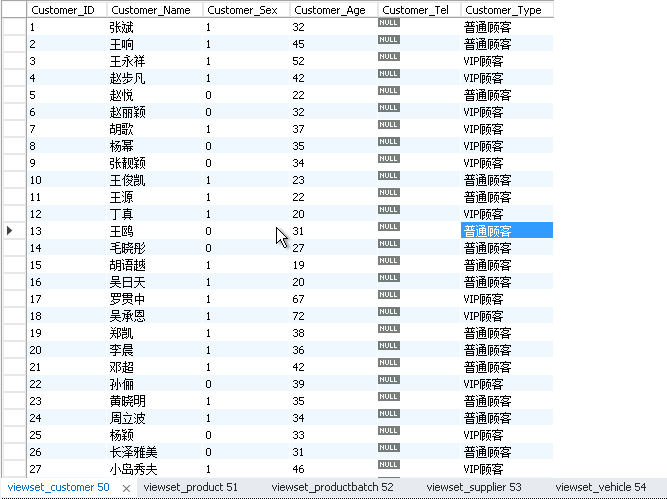 Customer_ID Customer_Name Customer_Sex Customer_Age Customer_Tel Customer_Type
1 张斌 1 32 NULL 普通顾客
2 王响 1 45 NULL 普通顾客
3 王永祥 1 52 NULL VIP顾客
4 赵步凡 1 42 NULL VIP顾客
5 赵悦 0 22 NULL 普通顾客
6 赵丽颖 0 32 NULL VIP顾客
7 胡歌 1 37 NULL VIP顾客
8 杨幂 0 35 NULL VIP顾客
9 张靓颖 0 34 NULL VIP顾客
10 王俊凯 1 23 NULL 普通顾客
11 王源 1 22 NULL 普通顾客
12 丁真 1 20 NULL VIP顾客
13 王鸥 0 31 NULL 普通顾客
14 毛晓彤 0 27 NULL 普通顾客
15 胡语越 1 19 NULL 普通顾客
16 吴日天 1 20 NULL 普通顾客
17 罗贯中 1 67 NULL VIP顾客
18 吴承恩 1 72 NULL VIP顾客
19 郑凯 1 38 NULL 普通顾客
20 李晨 1 36 NULL 普通顾客
21 邓超 1 42 NULL 普通顾客
22 孙俪 0 39 NULL VIP顾客
23 黄晓明 1 35 NULL 普通顾客
24 周立波 1 34 NULL 普通顾客
25 杨颖 0 33 NULL VIP顾客
26 长泽雅美 0 31 NULL 普通顾客
27 小岛秀夫 1 46 NULL VIP顾客
viewset_customer 50 × viewset_product 51 viewset_productbatch 52 viewset_supplier 53 viewset_vehicle 54